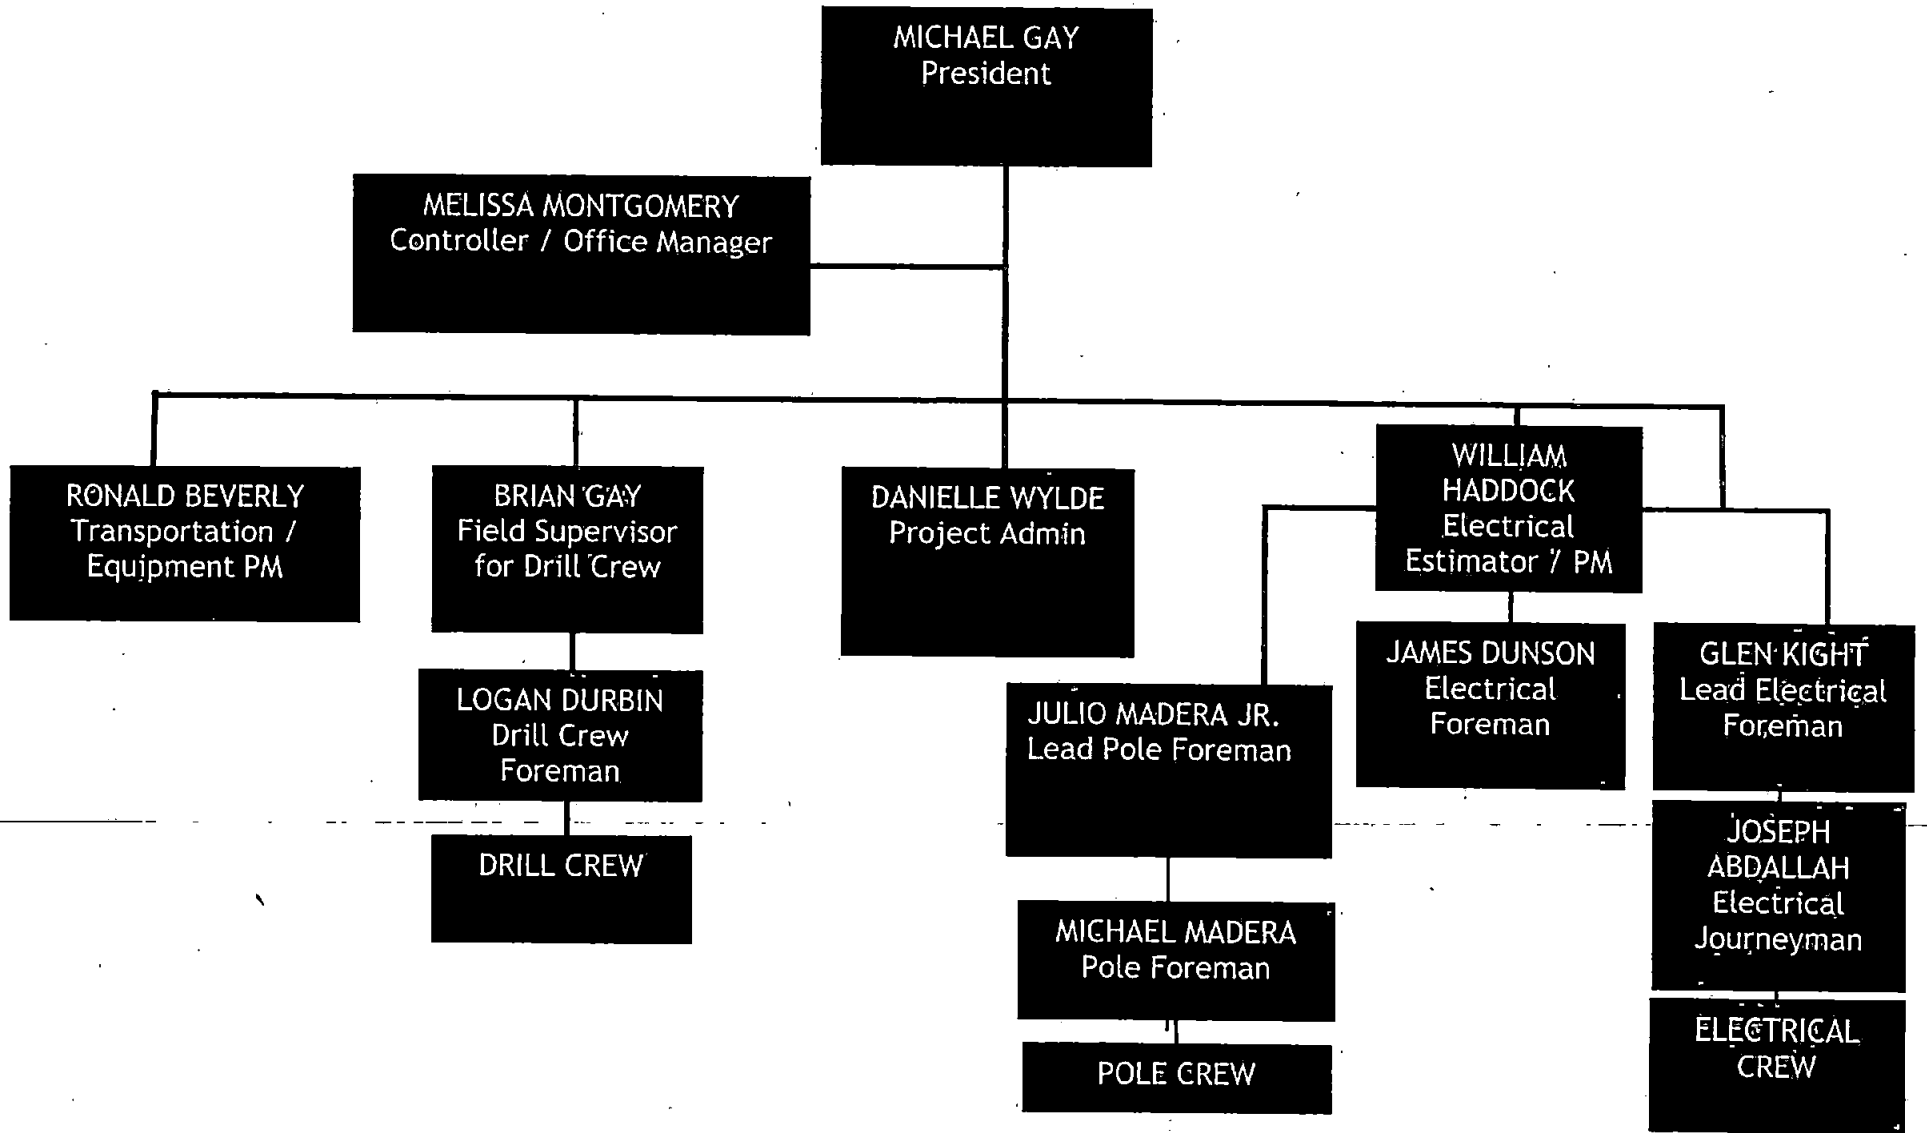 MICHAEL GAY
President
MELISSA MONTGOMERY
Controller / Office Manager
RONALD BEVERLY
Transportation /
Equipment PM
BRIAN GAY
Field Supervisor
for Drill Crew
LOGAN DURBIN
Drill Crew
Foreman
DRILL CREW
DANIELLE WYLDE
Project Admin
WILLIAM
HADDOCK
Electrical
Estimator / PM
JULIO MADERA JR.
Lead Pole Foreman
MICHAEL MADERA
Pole Foreman
POLE CREW
JAMES DUNSON
Electrical
Foreman
GLEN KIGHT
Lead Electrical
Foreman
JOSEPH
ABDALLAH
Electrical
Journeyman
ELECTRICAL
CREW